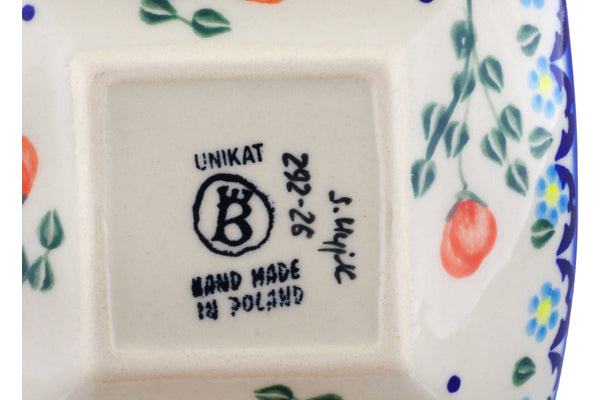 UNIKAT
B
HAND MADE
IN POLAND
292-26